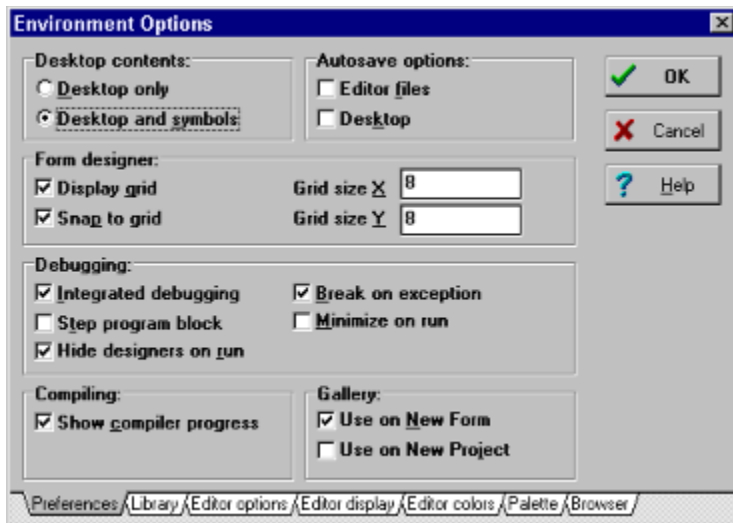 Environment Options
Desktop contents:
Desktop only
Desktop and symbols
Autosave options:
Editor files
Desktop
OK
Cancel
Help
Form designer:
Display grid
Snap to grid
Grid size X 8
Grid size Y 8
Debugging:
Integrated debugging
Step program block
Hide designers on run
Break on exception
Minimize on run
Compiling:
Show compiler progress
Gallery:
Use on New Form
Use on New Project
Preferences Library Editor options Editor display Editor colors Palette Browser